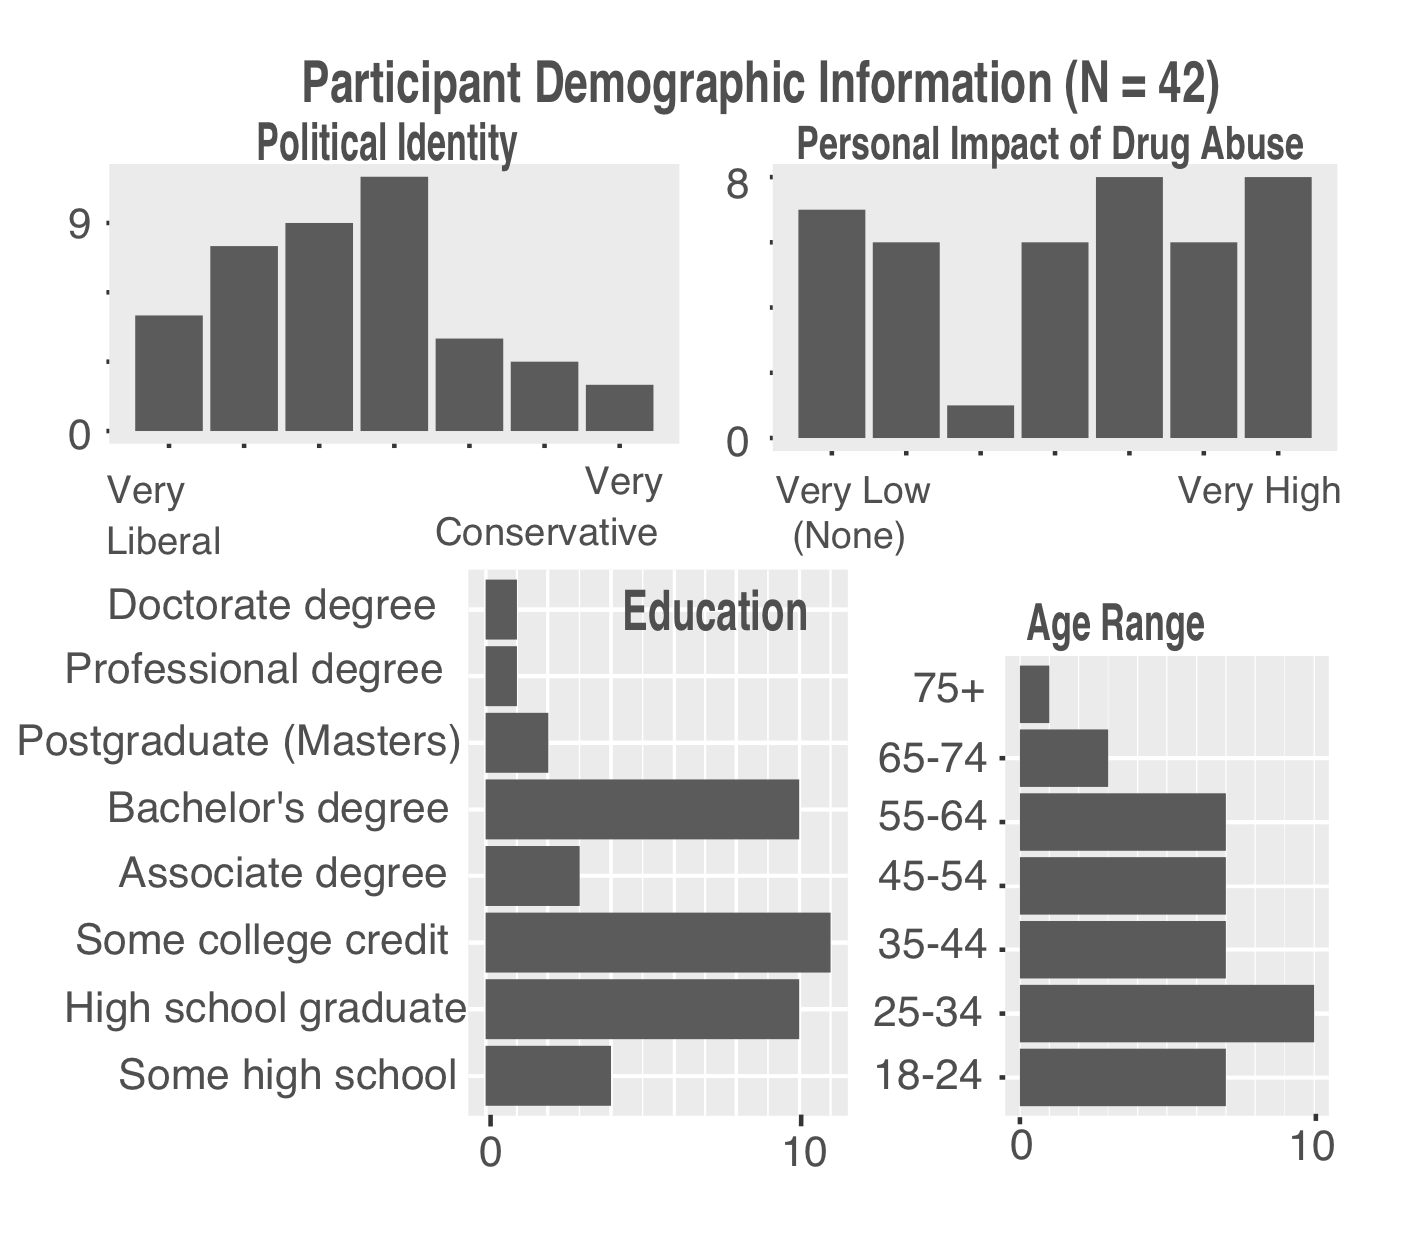 Participant Demographic Information (N = 42)
Political Identity
9
0
Very
Liberal
Very
Conservative
Personal Impact of Drug Abuse
8
0
Very Low
(None)
Very High
Education
Doctorate degree
Professional degree
Postgraduate (Masters)
Bachelor's degree
Associate degree
Some college credit
High school graduate
Some high school
0 10
Age Range
75+
65-74
55-64
45-54
35-44
25-34
18-24
0 10